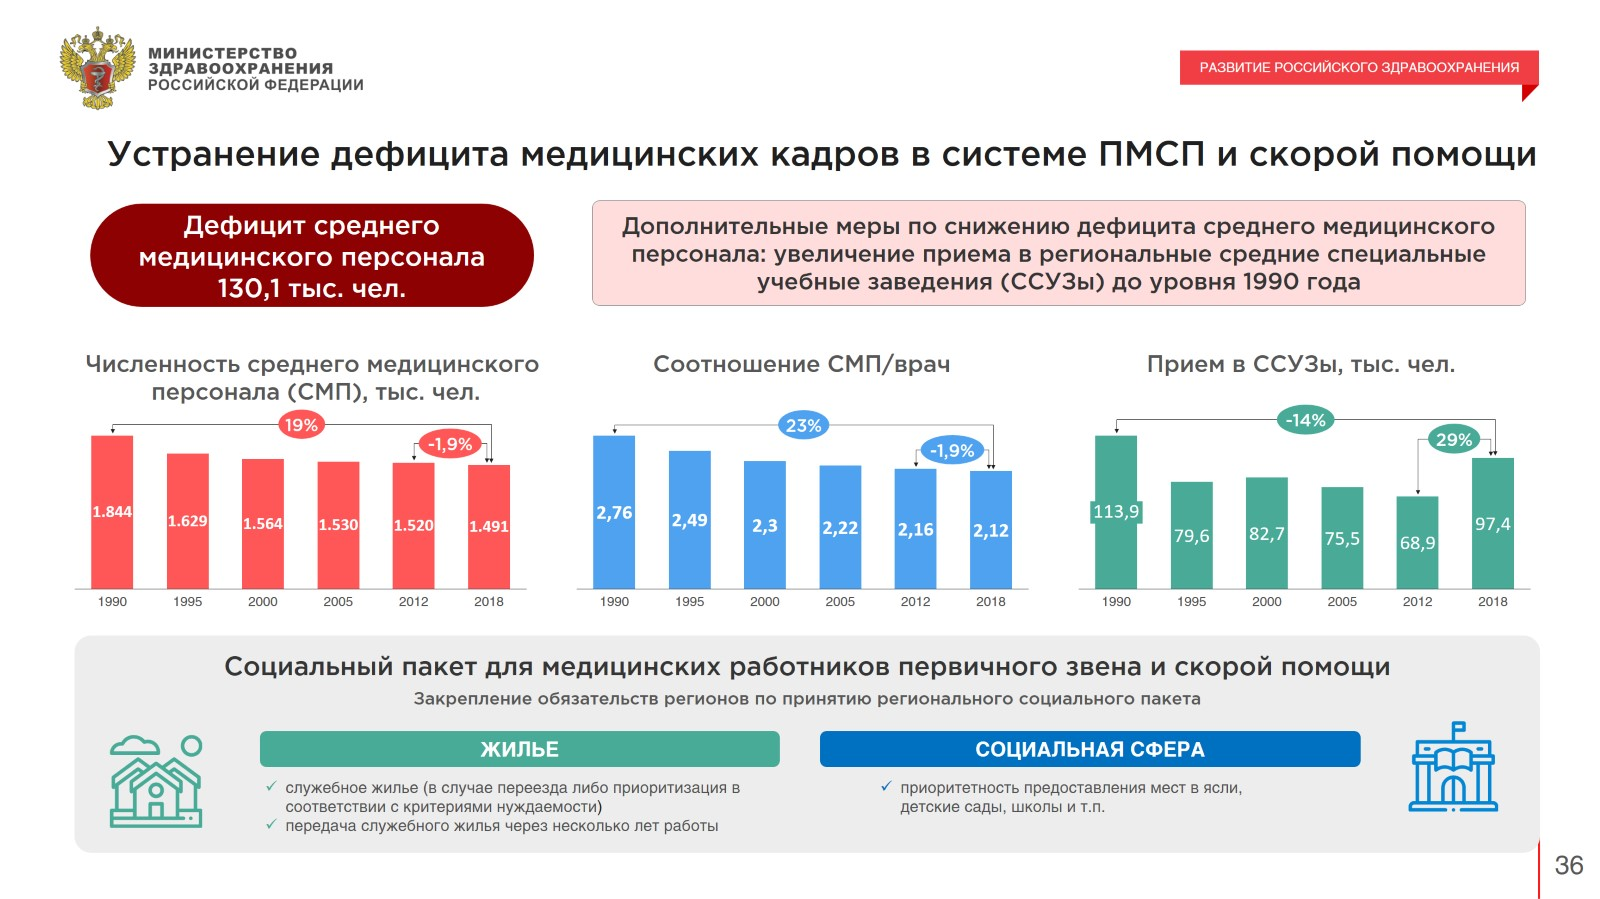 МИНИСТЕРСТВО
ЗДРАВООХРАНЕНИЯ
РОССИЙСКОЙ ФЕДЕРАЦИИ
РАЗВИТИЕ РОССИЙСКОГО ЗДРАВООХРАНЕНИЯ
Устранение дефицита медицинских кадров в системе ПМСП и скорой помощи
Дефицит среднего
медицинского персонала
130,1 тыс. чел.
Дополнительные меры по снижению дефицита среднего медицинского
персонала: увеличение приема в региональные средние специальные
учебные заведения (ССУЗы) до уровня 1990 года
Численность среднего медицинского
персонала (СМП), тыс. чел.
19%
-1,9%
1.844
1.629
1.564
1.530
1.520
1.491
1990
1995
2000
2005
2012
2018
Соотношение СМП/врач
23%
-1,9%
2,76
2,49
2,3
2,22
2,16
2,12
1990
1995
2000
2005
2012
2018
Прием в ССУЗы, тыс. чел.
-14%
29%
113,9
79,6
82,7
75,5
68,9
97,4
1990
1995
2000
2005
2012
2018
Социальный пакет для медицинских работников первичного звена и скорой помощи
Закрепление обязательств регионов по принятию регионального социального пакета
ЖИЛЬЕ
✓ служебное жилье (в случае переезда либо приоритизация в
соответствии с критериями нуждаемости)
✓ передача служебного жилья через несколько лет работы
СОЦИАЛЬНАЯ СФЕРА
✓ приоритетность предоставления мест в ясли,
детские сады, школы и т.п.
36